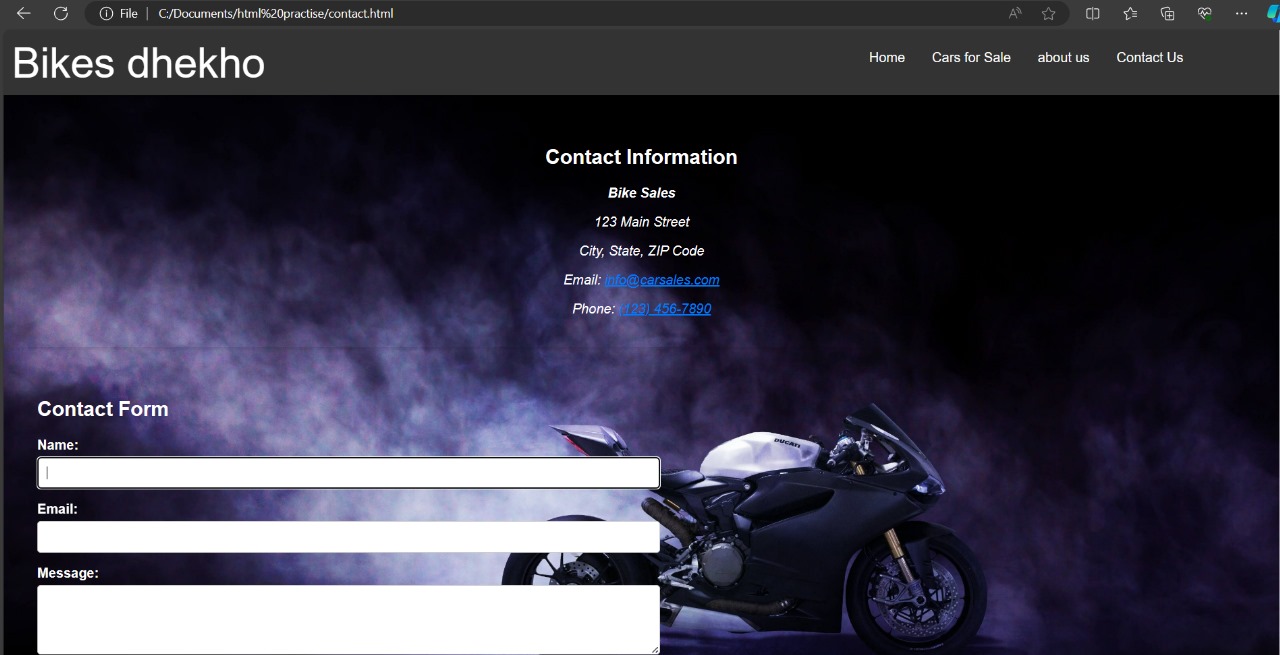 File C:/Documents/html%20practise/contact.html
Bikes dhekho
Home Cars for Sale about us Contact Us
Contact Information
Bike Sales
123 Main Street
City, State, ZIP Code
Email: info@carsales.com
Phone: (123) 456-7890
Contact Form
Name:
DUCATI
Email:
Message: